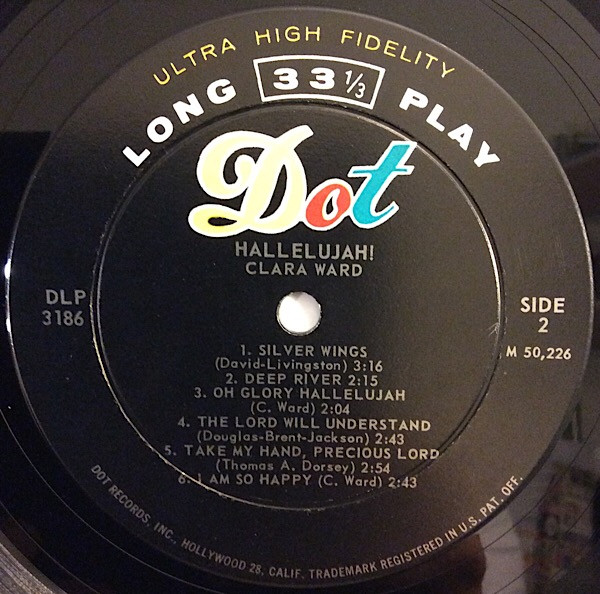 ULTRA HIGH FIDELITY
LONG 33 1/3 PLAY
Dot
HALLELUJAH!
CLARA WARD
DLP
3186
SIDE
2
M 50,226
1. SILVER WINGS
(David-Livingston) 3:16
2. DEEP RIVER 2:15
3. OH GLORY HALLELUJAH
(C. Ward) 2:04
4. THE LORD WILL UNDERSTAND
(Douglas-Brent-Jackson) 2:43
5. TAKE MY HAND, PRECIOUS LORD
(Thomas A. Dorsey) 2:54
6. I AM SO HAPPY (C. Ward) 2:43
DOT RECORDS, INC., HOLLYWOOD 28, CALIF. TRADEMARK REGISTERED IN U.S. PAT. OFF.